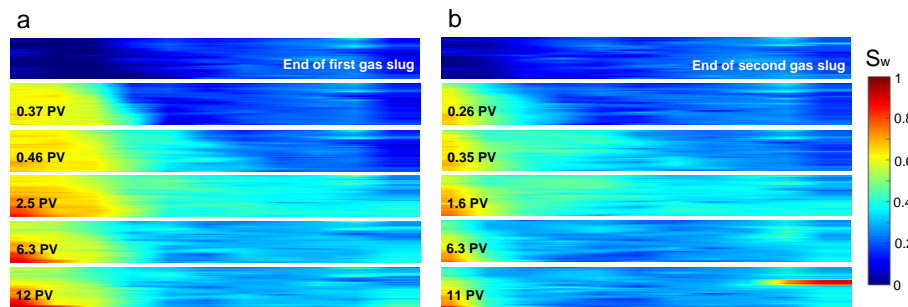 a
End of first gas slug
0.37 PV
0.46 PV
2.5 PV
6.3 PV
12 PV
b
End of second gas slug
0.26 PV
0.35 PV
1.6 PV
6.3 PV
11 PV
Sw
1
0.8
0.6
0.4
0.2
0